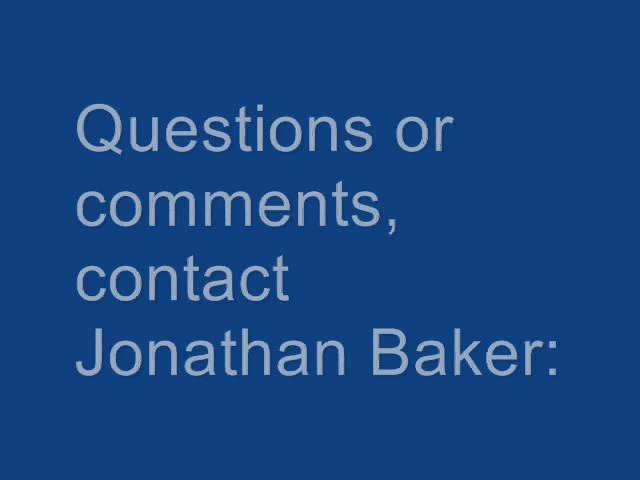 Questions or
comments,
contact
Jonathan Baker: